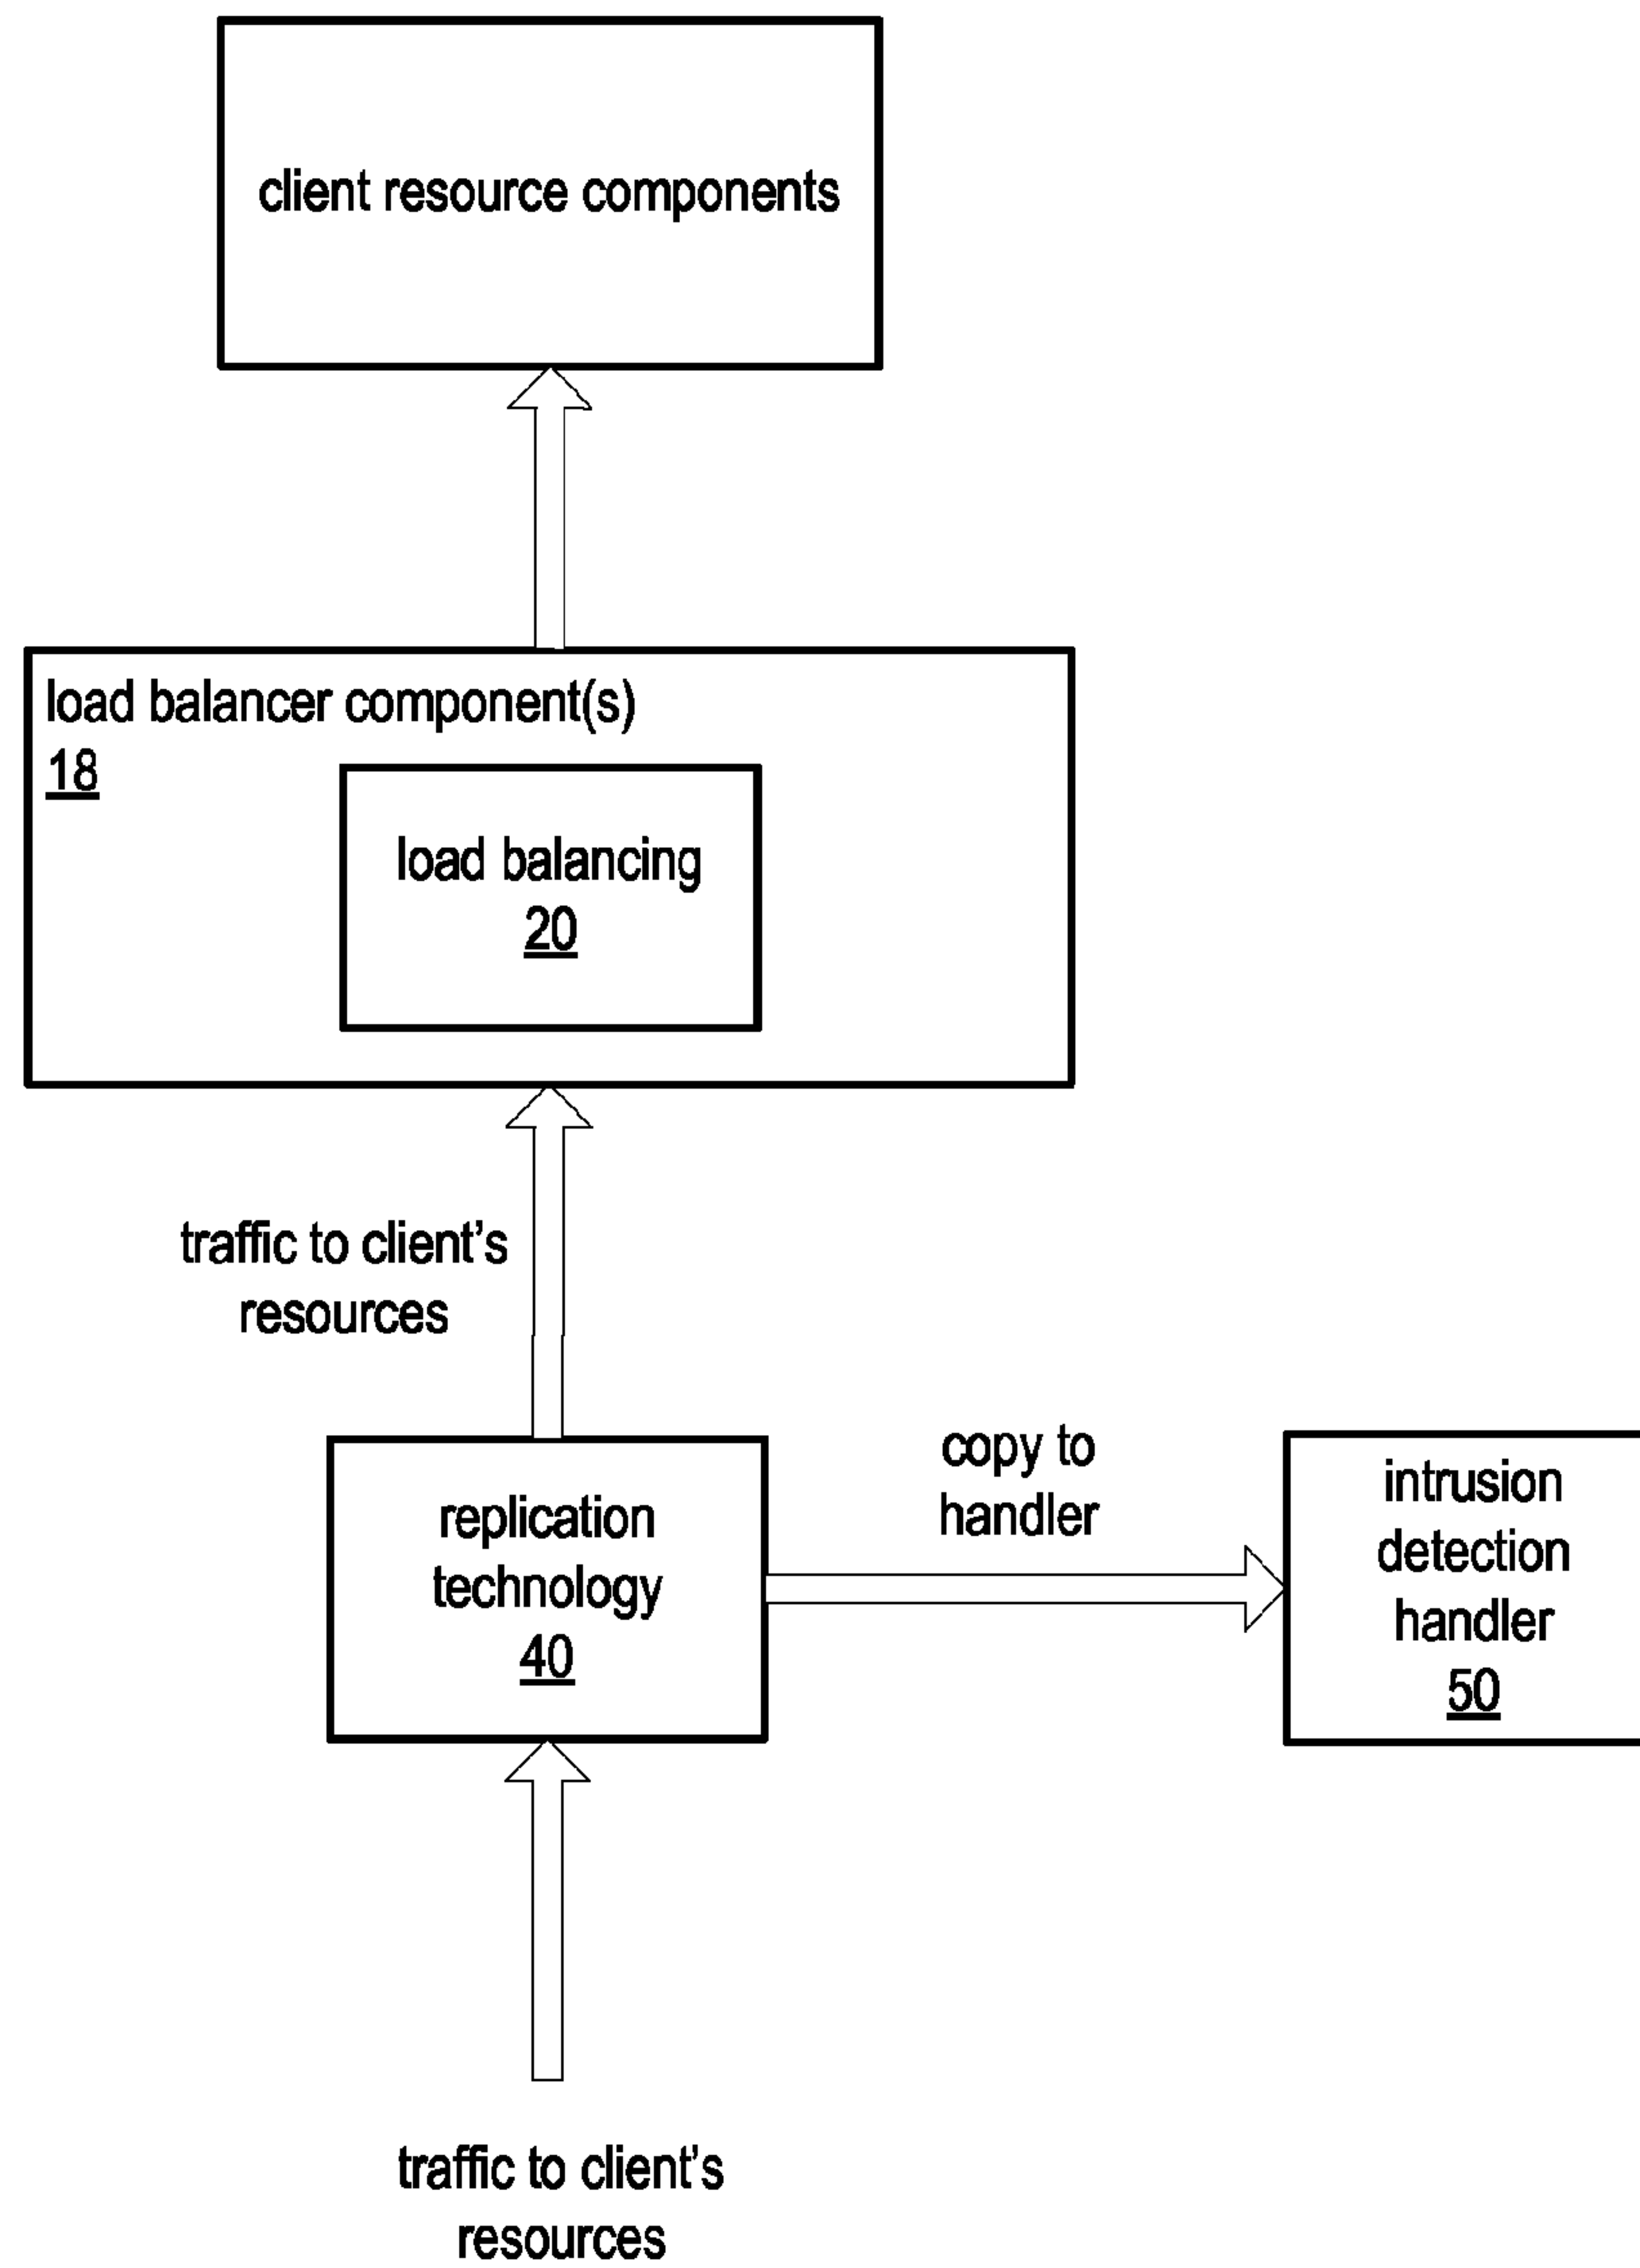 client resource components
load balancer component(s)
18
load balancing
20
traffic to client's
resources
copy to
handler
replication
technology
40
intrusion
detection
handler
50
traffic to client's
resources